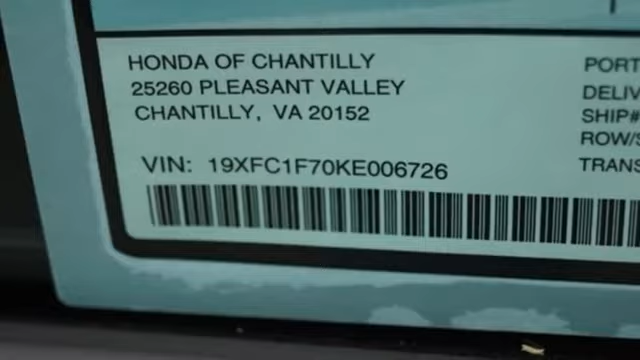 HONDA OF CHANTILLY
25260 PLEASANT VALLEY
CHANTILLY, VA 20152
VIN: 19XFC1F70KE006726
PORT
DELIV
SHIP#
ROW/S
TRANS